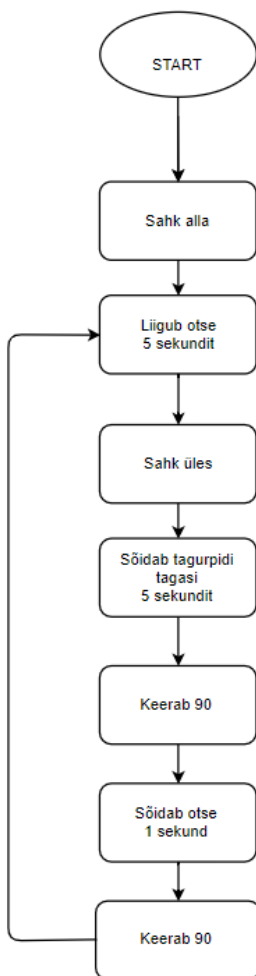 START
Sahk alla
Liigub otse
5 sekundit
Sahk üles
Sõidab tagurpidi
tagasi
5 sekundit
Keerab 90
Sõidab otse
1 sekund
Keerab 90